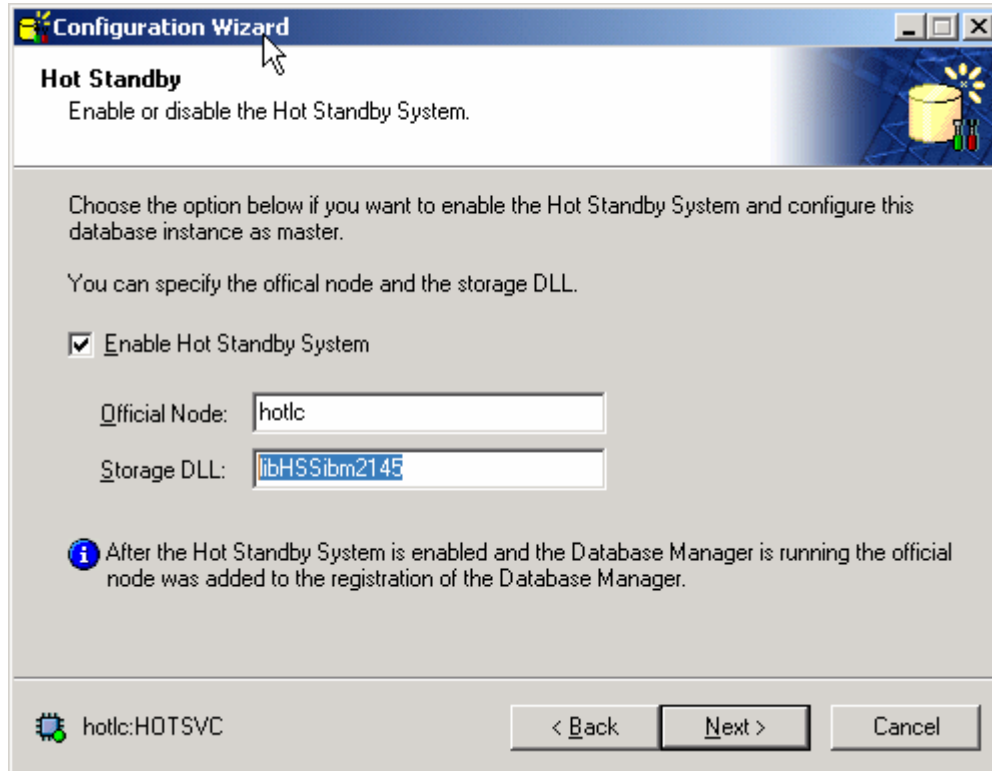 Configuration Wizard
Hot Standby
Enable or disable the Hot Standby System.
Choose the option below if you want to enable the Hot Standby System and configure this
database instance as master.
You can specify the offical node and the storage DLL.
Enable Hot Standby System
Official Node: hotlc
Storage DLL: libHSSibm2145
After the Hot Standby System is enabled and the Database Manager is running the official
node was added to the registration of the Database Manager.
hotlc:HOTSVC < Back Next > Cancel